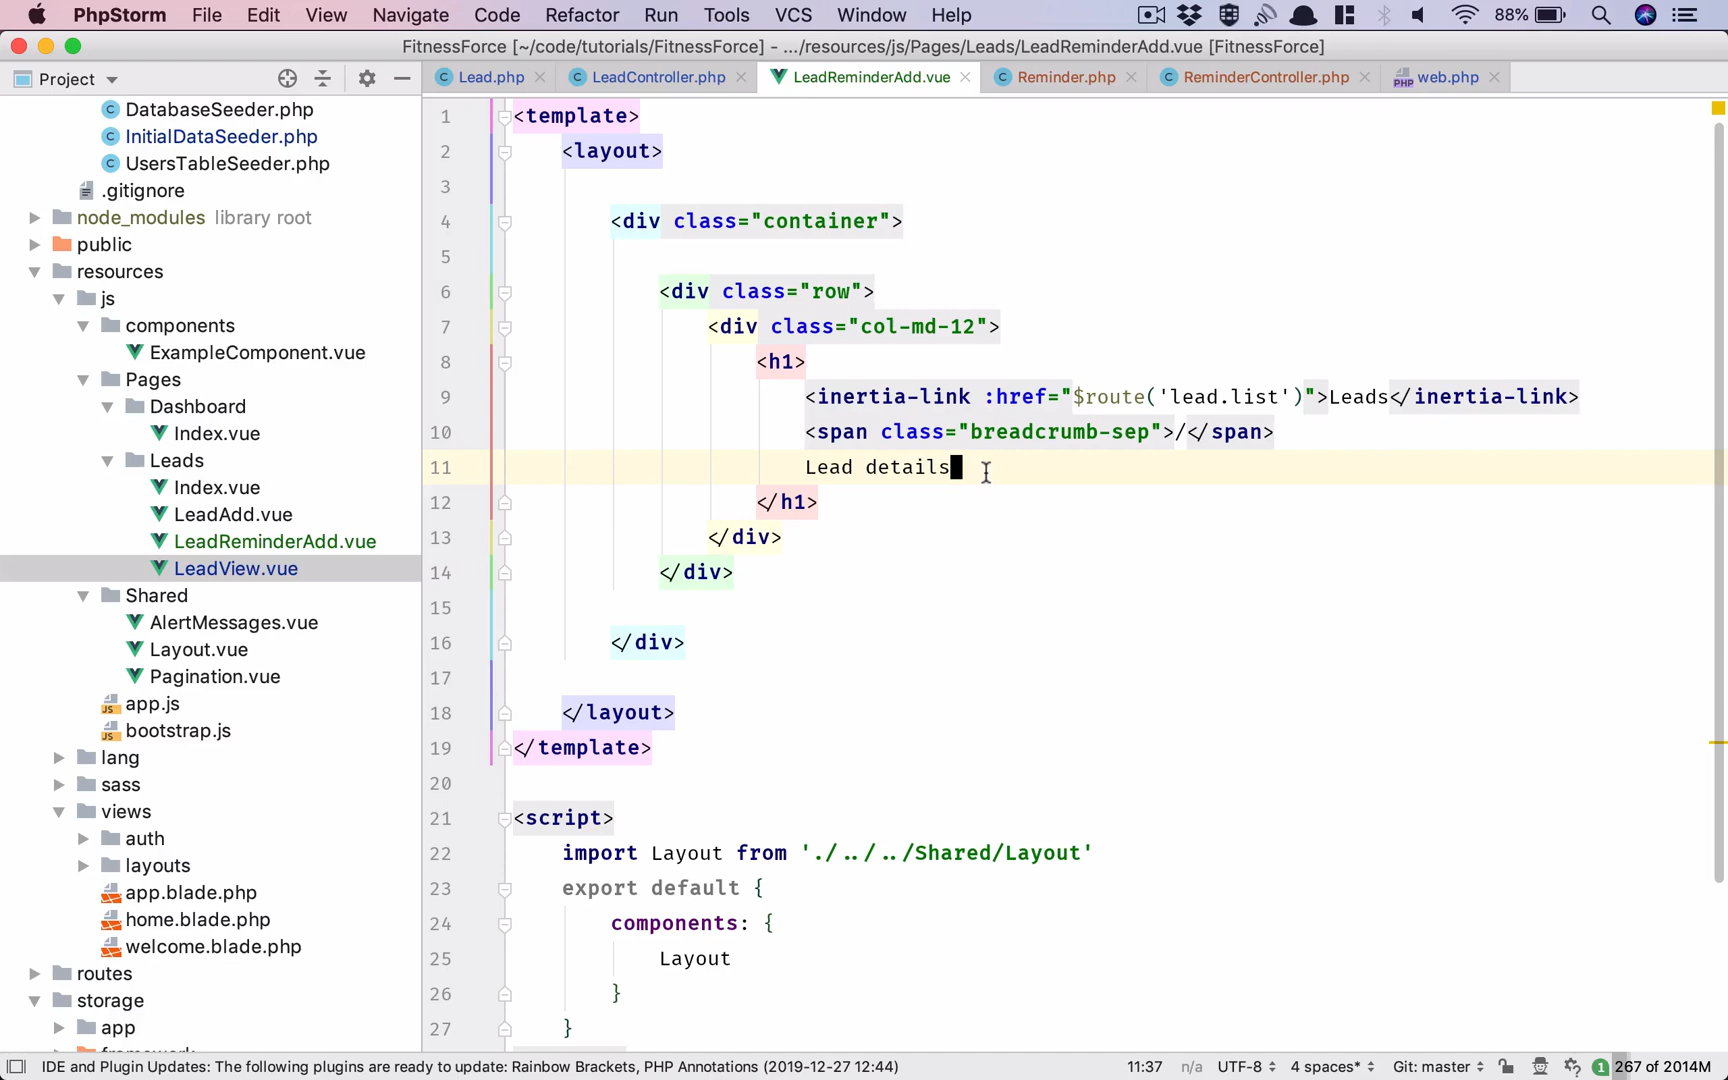 PhpStorm File Edit View Navigate Code Refactor Run Tools VCS Window Help 88%
FitnessForce [~/code/tutorials/FitnessForce] - .../resources/js/Pages/Leads/LeadReminderAdd.vue [FitnessForce]
Project
Lead.php LeadController.php LeadReminderAdd.vue Reminder.php ReminderController.php web.php
DatabaseSeeder.php
InitialDataSeeder.php
UsersTableSeeder.php
.gitignore
node_modules library root
public
resources
js
components
ExampleComponent.vue
Pages
Dashboard
Index.vue
Leads
Index.vue
LeadAdd.vue
LeadReminderAdd.vue
LeadView.vue
Shared
AlertMessages.vue
Layout.vue
Pagination.vue
app.js
bootstrap.js
lang
sass
views
auth
layouts
app.blade.php
home.blade.php
welcome.blade.php
routes
storage
app
1 <template>
2 <layout>
3
4 <div class="container">
5
6 <div class="row">
7 <div class="col-md-12">
8 <h1>
9 <inertia-link :href="$route('lead.list')">Leads</inertia-link>
10 <span class="breadcrumb-sep">/</span>
11 Lead details
12 </h1>
13 </div>
14 </div>
15
16 </div>
17
18 </layout>
19 </template>
20
21 <script>
22 import Layout from './../../Shared/Layout'
23 export default {
24 components: {
25 Layout
26 }
27 }
IDE and Plugin Updates: The following plugins are ready to update: Rainbow Brackets, PHP Annotations (2019-12-27 12:44) 11:37 n/a UTF-8 4 spaces* Git: master 1 267 of 2014M